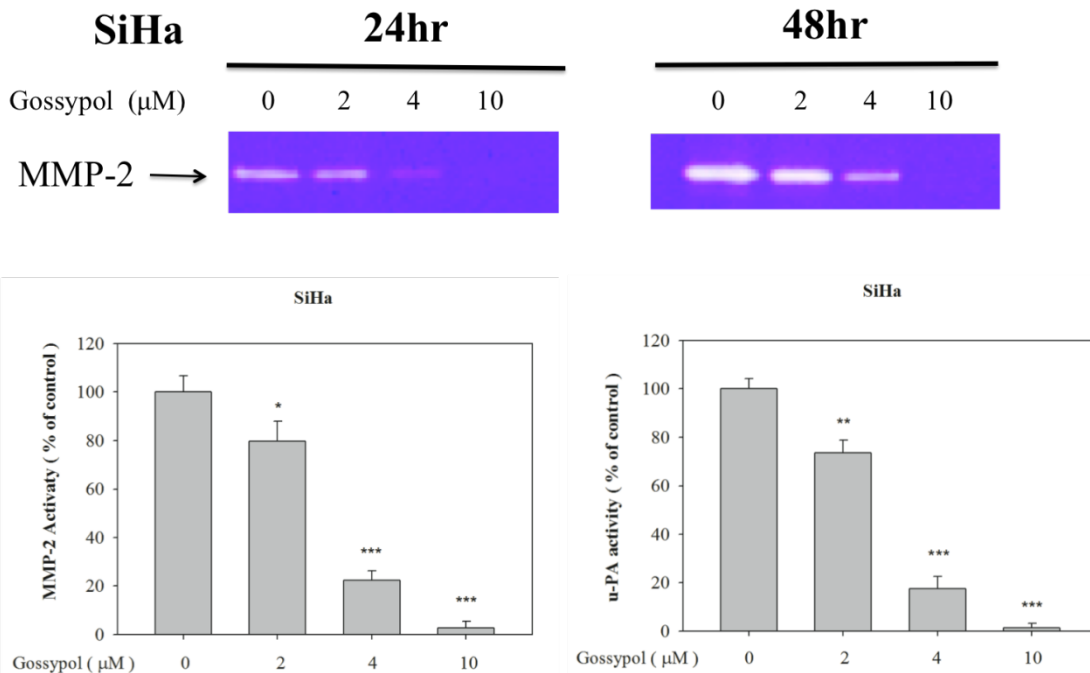 SiHa 24hr 48hr
Gossypol (μM) 0 2 4 10 0 2 4 10
MMP-2
SiHa
MMP-2 Activaty ( % of control )
120
100
80
60
40
20
0
*
***
***
Gossypol ( μM ) 0 2 4 10
SiHa
u-PA activity ( % of control )
120
100
80
60
40
20
0
**
***
***
Gossypol ( μM ) 0 2 4 10